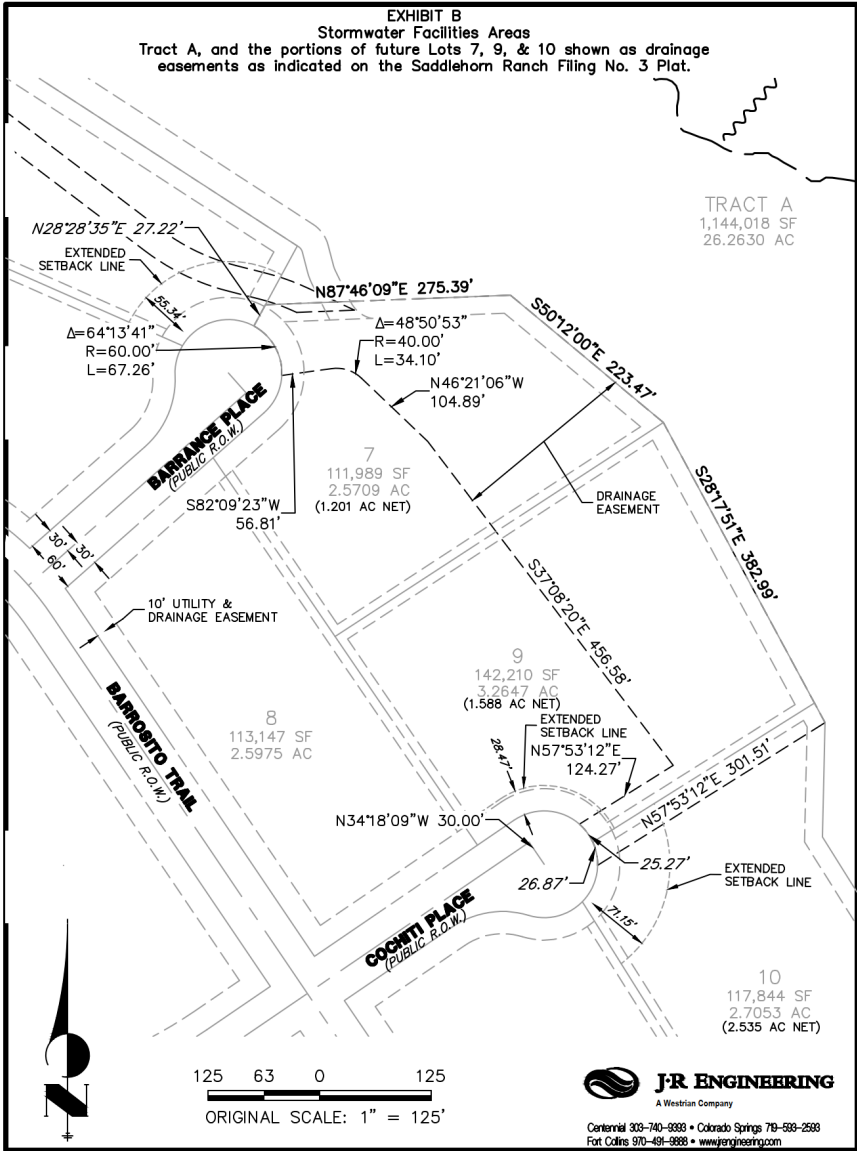 EXHIBIT B
Stormwater Facilities Areas
Tract A, and the portions of future Lots 7, 9, & 10 shown as drainage
easements as indicated on the Saddlehorn Ranch Filing No. 3 Plat.
TRACT A
1,144,018 SF
26.2630 AC
N28°28'35"E 27.22'
EXTENDED
SETBACK LINE
55.34'
N87°46'09"E 275.39'
S50°12'00"E 223.47'
Δ=64°13'41"
R=60.00'
L=67.26'
Δ=48°50'53"
R=40.00'
L=34.10'
N46°21'06"W
104.89'
BARRANCE PLACE
(PUBLIC R.O.W.)
7
111,989 SF
2.5709 AC
(1.201 AC NET)
S82°09'23"W
56.81'
DRAINAGE
EASEMENT
S28°17'51"E 382.99'
30'
30'
60'
S37°08'20"E 456.58'
10' UTILITY &
DRAINAGE EASEMENT
BARROSITO TRAIL
(PUBLIC R.O.W.)
8
113,147 SF
2.5975 AC
9
142,210 SF
3.2647 AC
(1.588 AC NET)
EXTENDED
SETBACK LINE
28.47'
N57°53'12"E
124.27'
N57°53'12"E 301.51'
N34°18'09"W 30.00'
25.27'
26.87'
EXTENDED
SETBACK LINE
71.15'
COCHITI PLACE
(PUBLIC R.O.W.)
10
117,844 SF
2.7053 AC
(2.535 AC NET)
N
125 63 0 125
ORIGINAL SCALE: 1" = 125'
J·R ENGINEERING
A Westrian Company
Centennial 303-740-9393 • Colorado Springs 719-593-2593
Fort Collins 970-491-9888 • www.jrengineering.com